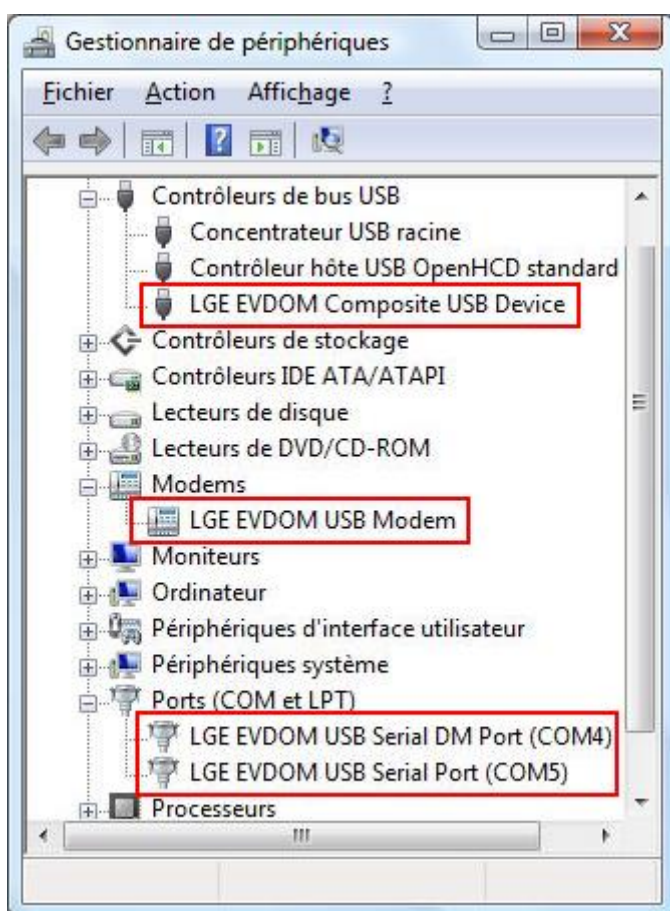 Gestionnaire de périphériques
Fichier Action Affichage ?
Contrôleurs de bus USB
Concentrateur USB racine
Contrôleur hôte USB OpenHCD standard
LGE EVDOM Composite USB Device
Contrôleurs de stockage
Contrôleurs IDE ATA/ATAPI
Lecteurs de disque
Lecteurs de DVD/CD-ROM
Modems
LGE EVDOM USB Modem
Moniteurs
Ordinateur
Périphériques d'interface utilisateur
Périphériques système
Ports (COM et LPT)
LGE EVDOM USB Serial DM Port (COM4)
LGE EVDOM USB Serial Port (COM5)
Processeurs